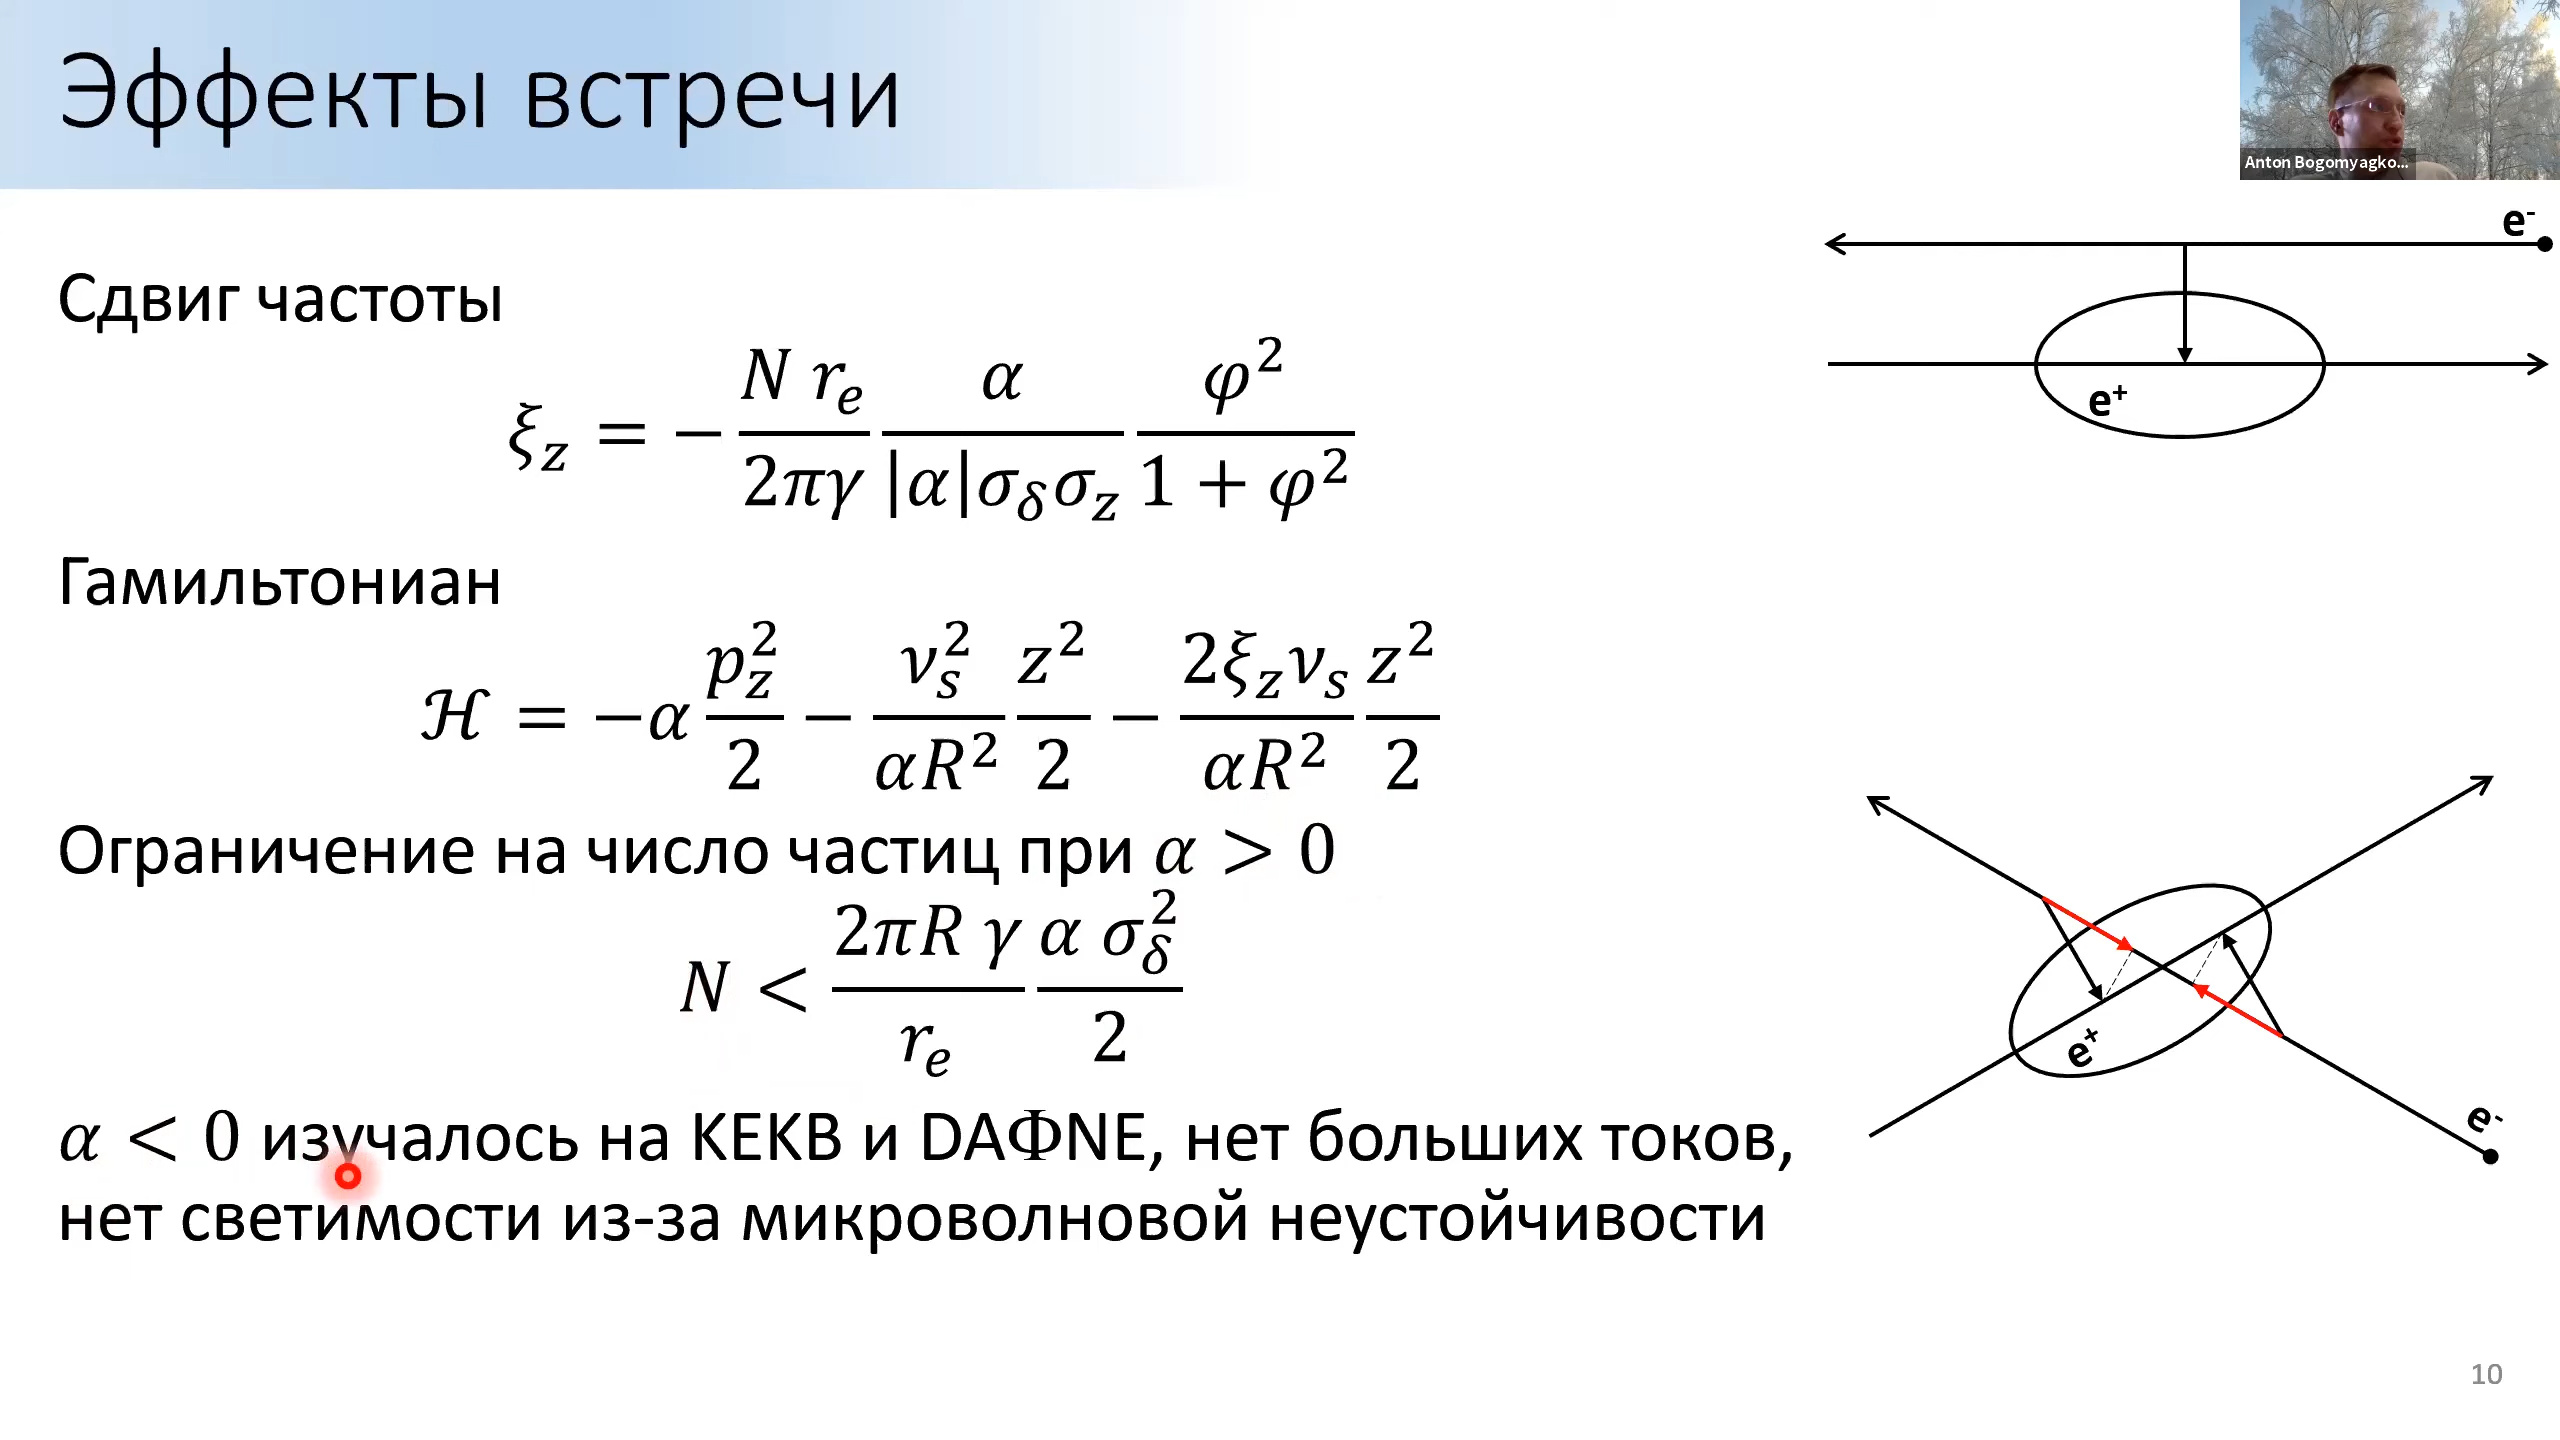 Эффекты встречи
Anton Bogomyagko...
Сдвиг частоты
ξ_z = − (N r_e)/(2πγ) α/(|α|σ_δσ_z) φ²/(1 + φ²)
Гамильтониан
ℋ = −α p_z²/2 − ν_s²/(αR²) z²/2 − 2ξ_zν_s/(αR²) z²/2
Ограничение на число частиц при α > 0
N < (2πR γ)/r_e (α σ_δ²)/2
α < 0 изучалось на KEKB и DAФNE, нет больших токов,
нет светимости из-за микроволновой неустойчивости
e⁻
e⁺
e⁺
e⁻
10